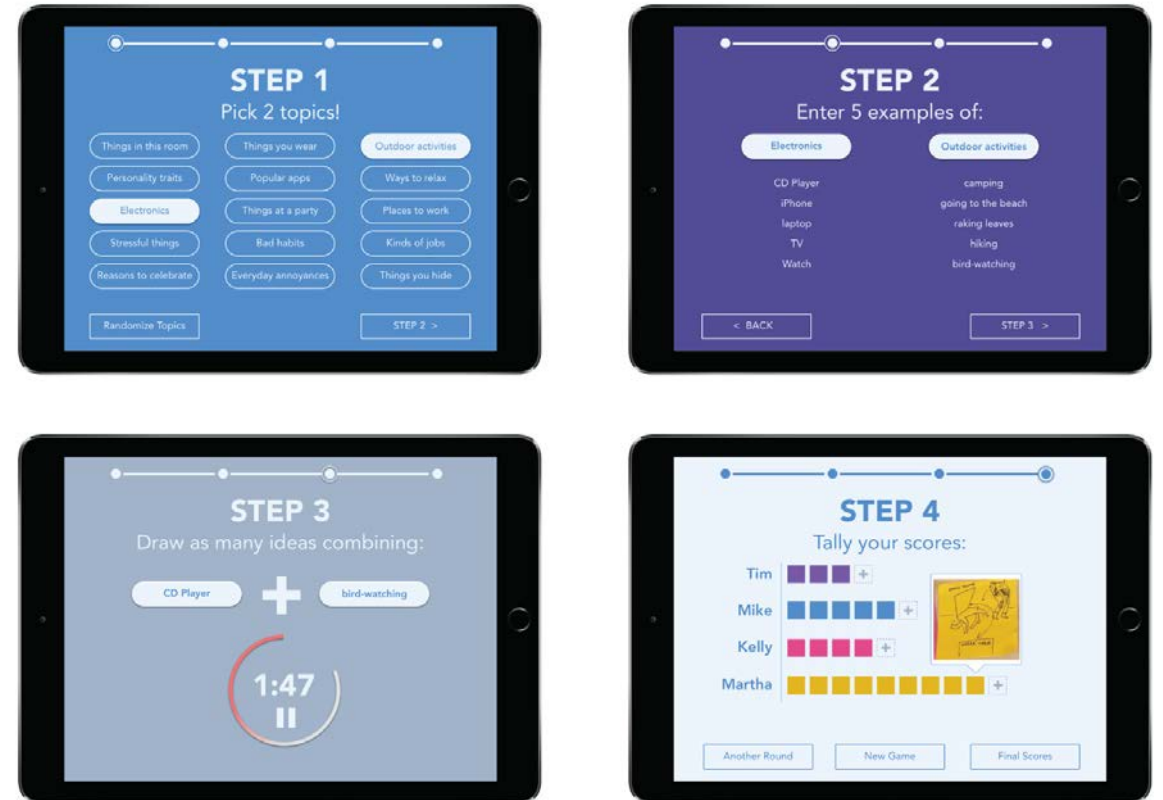 STEP 1
Pick 2 topics!
Things in this room
Things you wear
Outdoor activities
Personality traits
Popular apps
Ways to relax
Electronics
Things at a party
Places to work
Stressful things
Bad habits
Kinds of jobs
Reasons to celebrate
Everyday annoyances
Things you hide
Randomize Topics
STEP 2 >
STEP 2
Enter 5 examples of:
Electronics
Outdoor activities
CD Player
camping
iPhone
going to the beach
laptop
raking leaves
TV
hiking
Watch
bird-watching
< BACK
STEP 3 >
STEP 3
Draw as many ideas combining:
CD Player
+
bird-watching
1:47
STEP 4
Tally your scores:
Tim
+
Mike
+
Kelly
+
Martha
+
Another Round
New Game
Final Scores